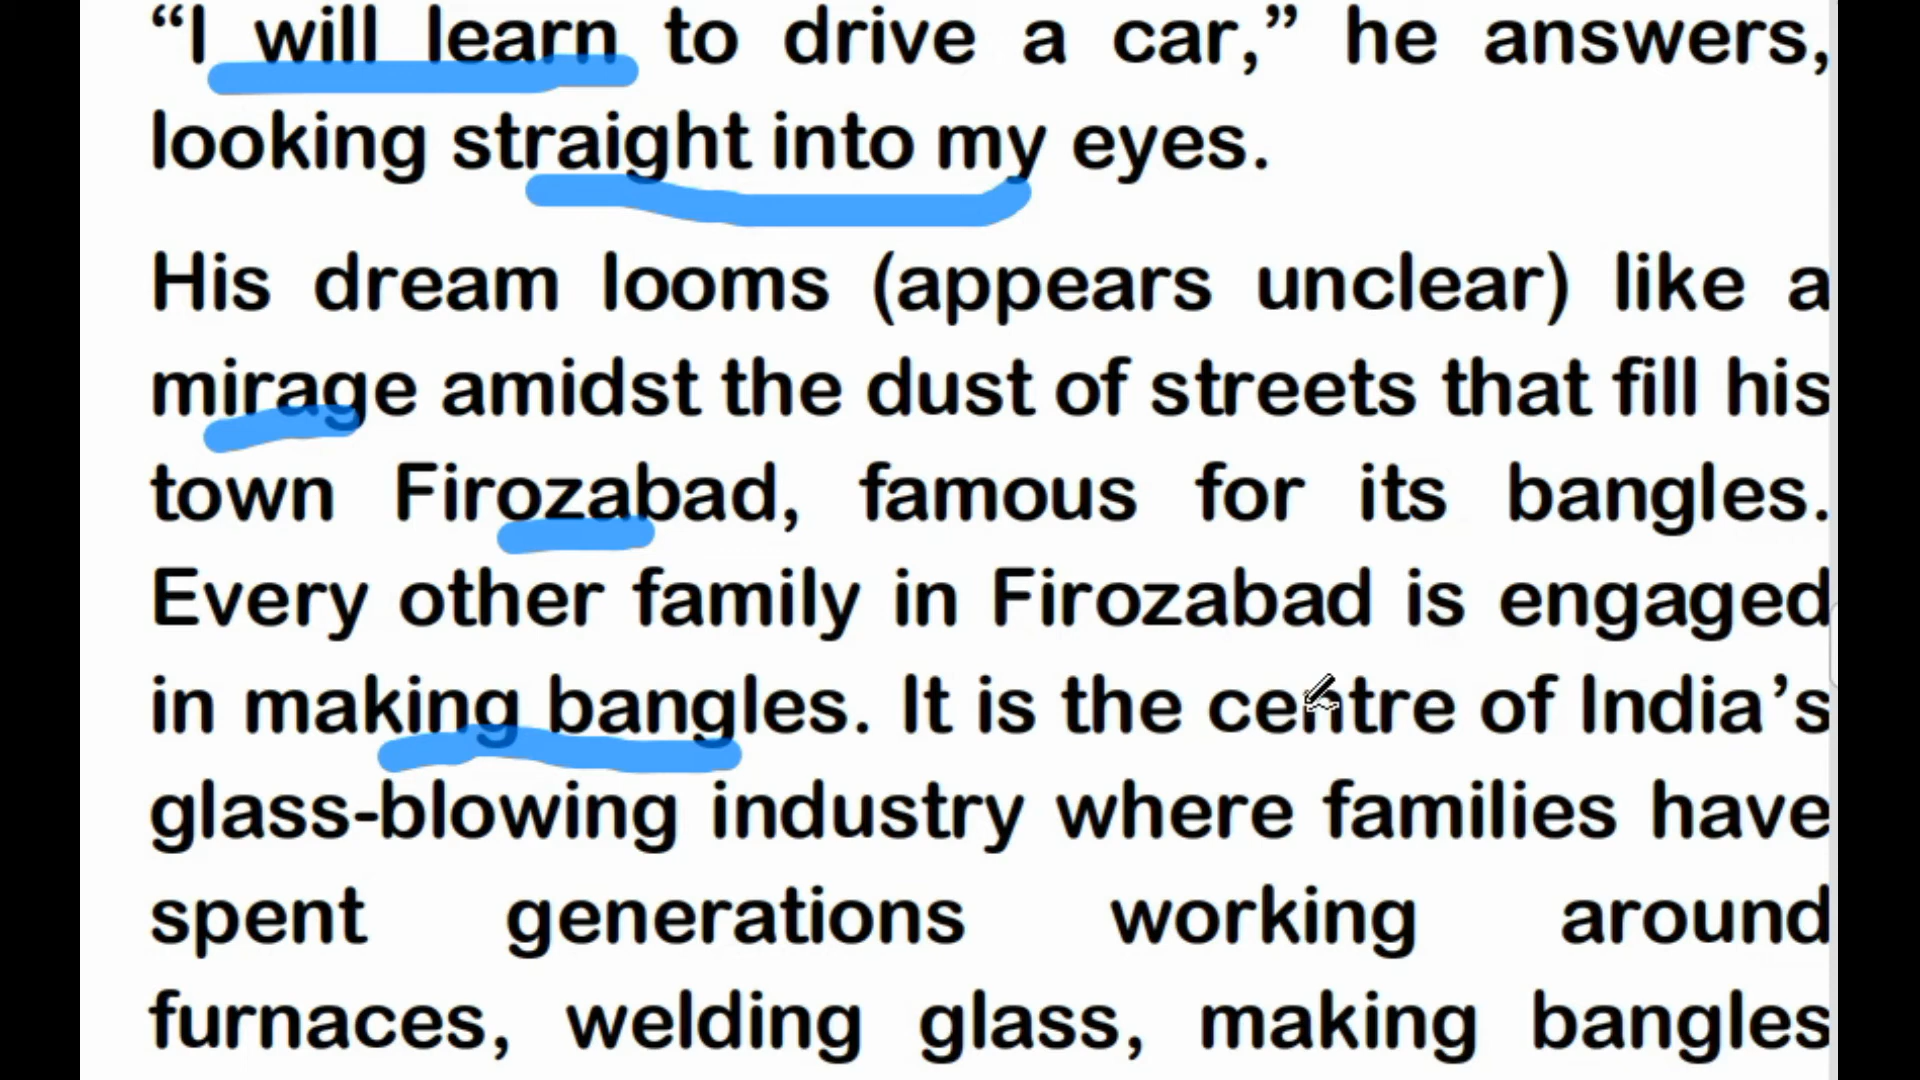 “I will learn to drive a car,” he answers,
looking straight into my eyes.
His dream looms (appears unclear) like a
mirage amidst the dust of streets that fill his
town Firozabad, famous for its bangles.
Every other family in Firozabad is engaged
in making bangles. It is the centre of India’s
glass-blowing industry where families have
spent generations working around
furnaces, welding glass, making bangles